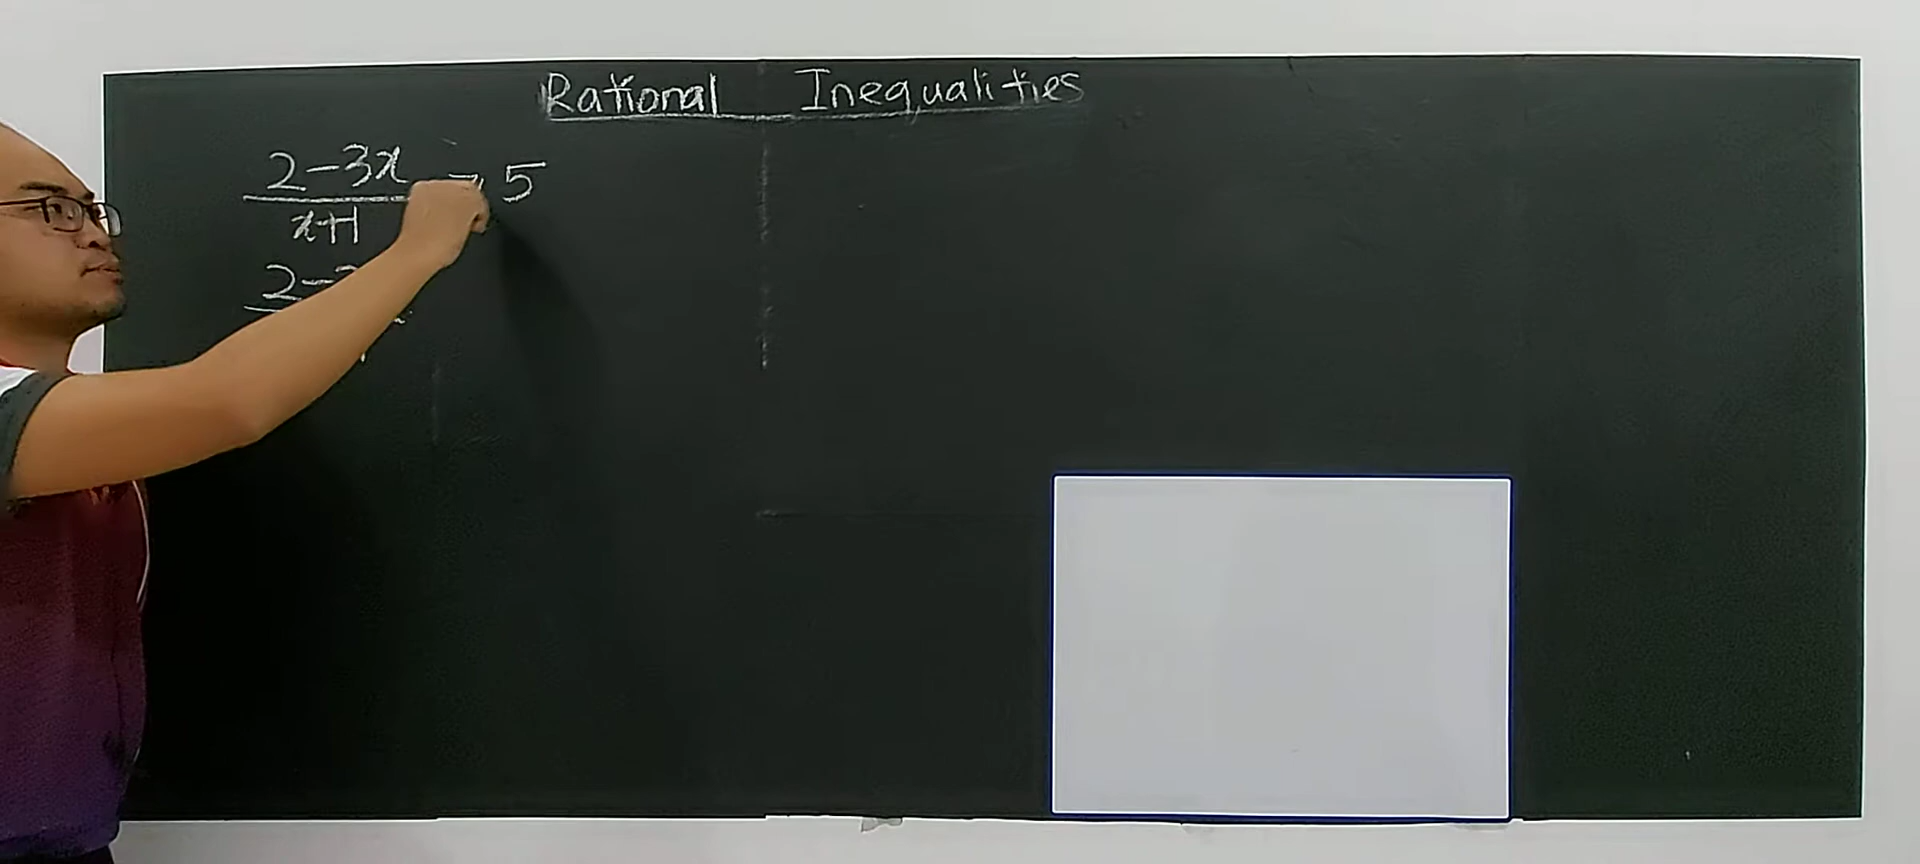 Rational Inequalities
2-3x 5
x+1
2-